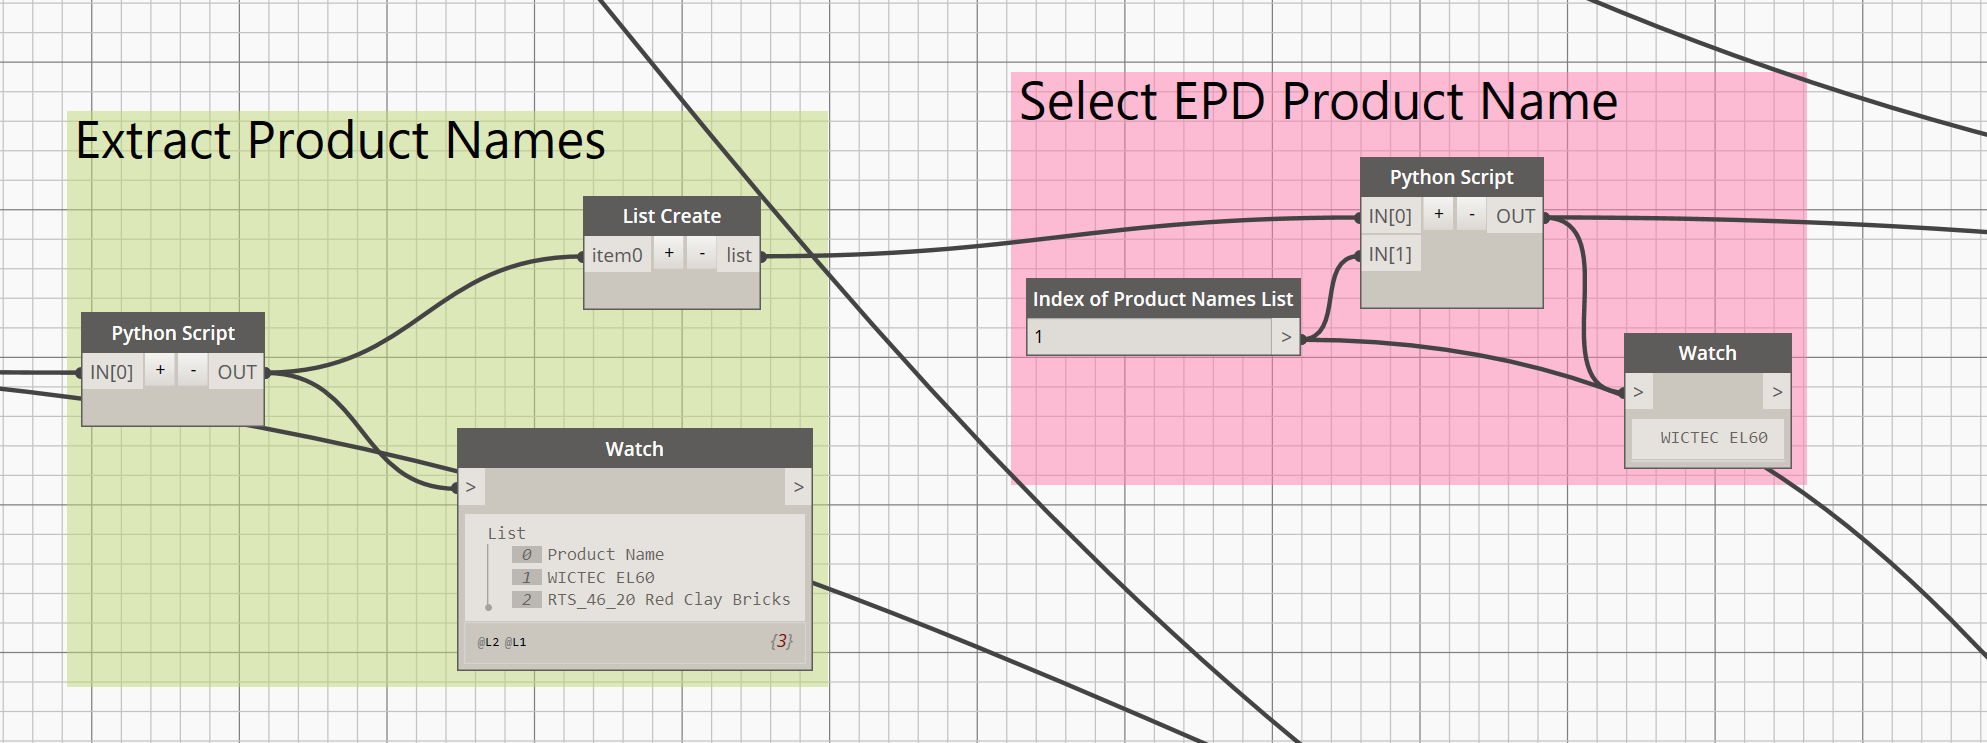 Extract Product Names
List Create
item0 + - list
Python Script
IN[0] + - OUT
Watch
> >
List
0 Product Name
1 WICTEC EL60
2 RTS_46_20 Red Clay Bricks
@L2 @L1 {3}
Select EPD Product Name
Python Script
IN[0] + - OUT
IN[1]
Index of Product Names List
1 >
Watch
> >
WICTEC EL60